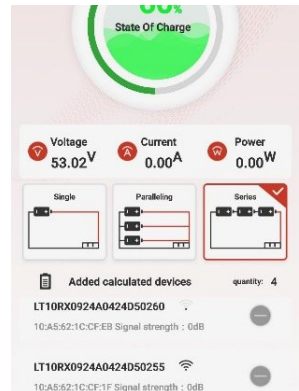 State Of Charge
Voltage
53.02V
Current
0.00A
Power
0.00W
Single
Paralleling
Series
Added calculated devices quantity: 4
LT10RX0924A0424D50260
10:A5:62:1C:CF:EB Signal strength : 0dB
LT10RX0924A0424D50255
10:A5:62:1C:CF:1F Signal strength : 0dB